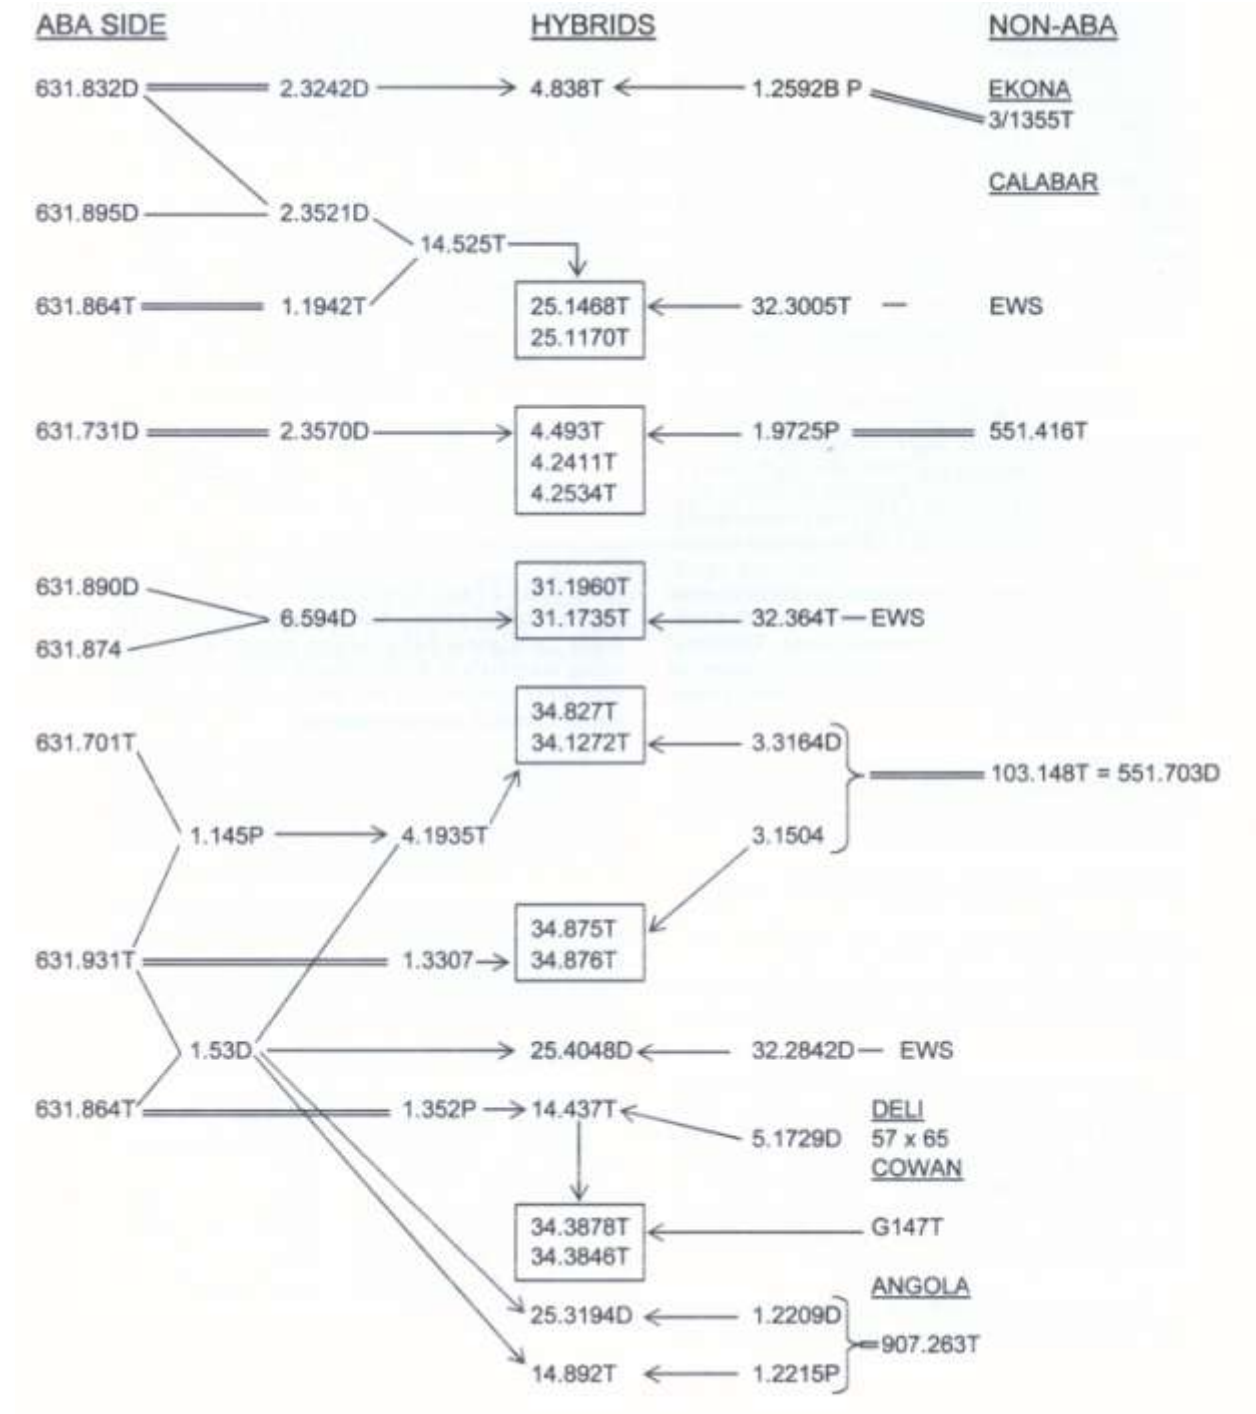 ABA SIDE HYBRIDS NON-ABA
631.832D 2.3242D 4.838T 1.2592B P EKONA
3/1355T
CALABAR
631.895D 2.3521D
14.525T
631.864T 1.1942T 25.1468T 32.3005T — EWS
25.1170T
631.731D 2.3570D 4.493T 1.9725P 551.416T
4.2411T
4.2534T
631.890D 31.1960T
6.594D 31.1735T 32.364T — EWS
631.874
34.827T
631.701T 34.1272T 3.3164D
103.148T = 551.703D
1.145P 4.1935T 3.1504
34.875T
631.931T 1.3307 34.876T
1.53D 25.4048D 32.2842D — EWS
631.864T 1.352P 14.437T DELI
5.1729D 57 x 65
COWAN
34.3878T G147T
34.3846T
ANGOLA
25.3194D 1.2209D
907.263T
14.892T 1.2215P